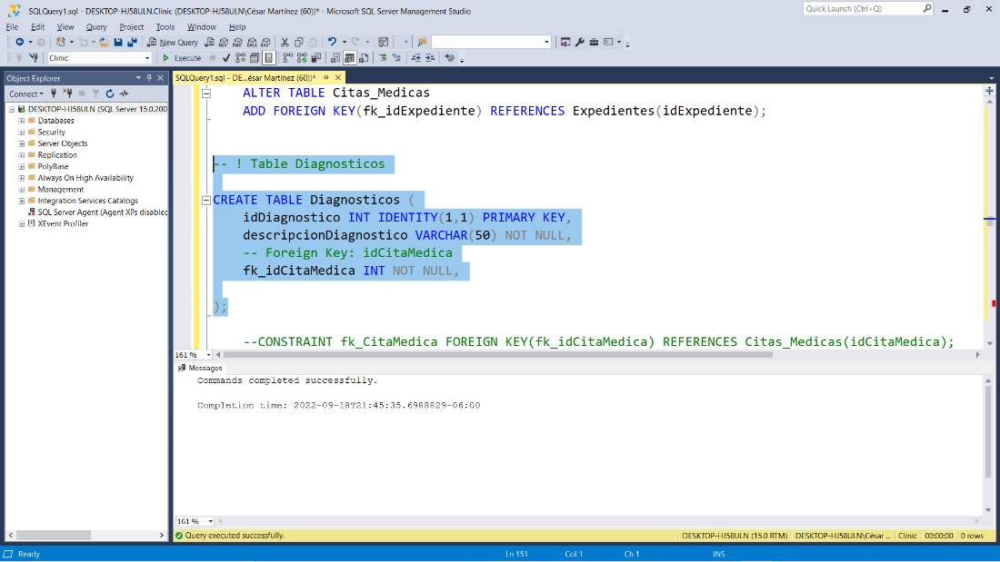 SQLQuery1.sql - DESKTOP-HJ58ULN.Clinic (DESKTOP-HJ58ULN\César Martínez (60))* - Microsoft SQL Server Management Studio
Quick Launch (Ctrl+Q)
File Edit View Query Project Tools Window Help
New Query
MDX DMX XMLA DAX
Clinic
Execute
Object Explorer
SQLQuery1.sql - DE...ésar Martínez (60))*
Connect
DESKTOP-HJ58ULN (SQL Server 15.0.200
Databases
Security
Server Objects
Replication
PolyBase
Always On High Availability
Management
Integration Services Catalogs
SQL Server Agent (Agent XPs disabled
XEvent Profiler
ALTER TABLE Citas_Medicas
ADD FOREIGN KEY(fk_idExpediente) REFERENCES Expedientes(idExpediente);
-- ! Table Diagnosticos
CREATE TABLE Diagnosticos (
idDiagnostico INT IDENTITY(1,1) PRIMARY KEY,
descripcionDiagnostico VARCHAR(50) NOT NULL,
-- Foreign Key: idCitaMedica
fk_idCitaMedica INT NOT NULL,
);
--CONSTRAINT fk_CitaMedica FOREIGN KEY(fk_idCitaMedica) REFERENCES Citas_Medicas(idCitaMedica);
161 %
Messages
Commands completed successfully.
Completion time: 2022-09-18T21:45:35.6988829-06:00
161 %
Query executed successfully.
DESKTOP-HJ58ULN (15.0 RTM) DESKTOP-HJ58ULN\César ... Clinic 00:00:00 0 rows
Ready
Ln 151 Col 1 Ch 1 INS